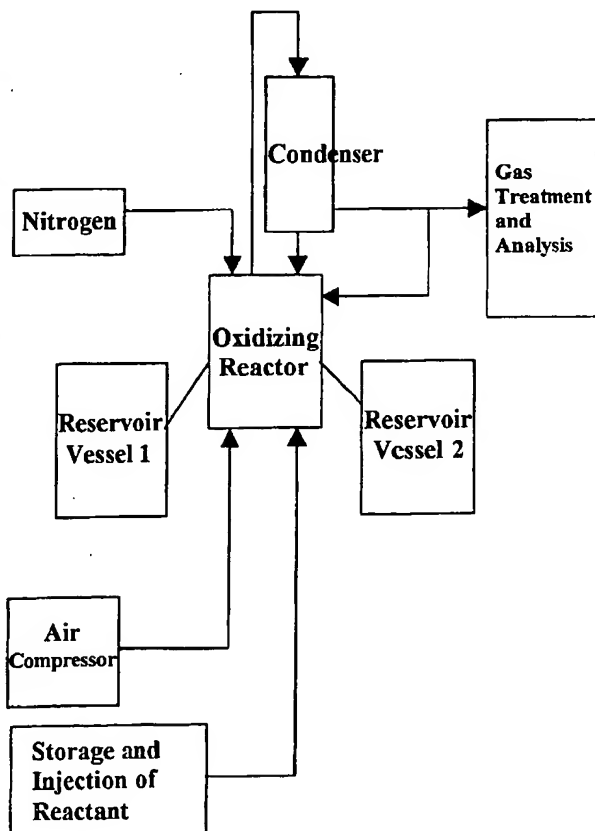 Condenser
Gas
Treatment
and
Analysis
Nitrogen
Oxidizing
Reactor
Reservoir
Vessel 1
Reservoir
Vessel 2
Air
Compressor
Storage and
Injection of
Reactant